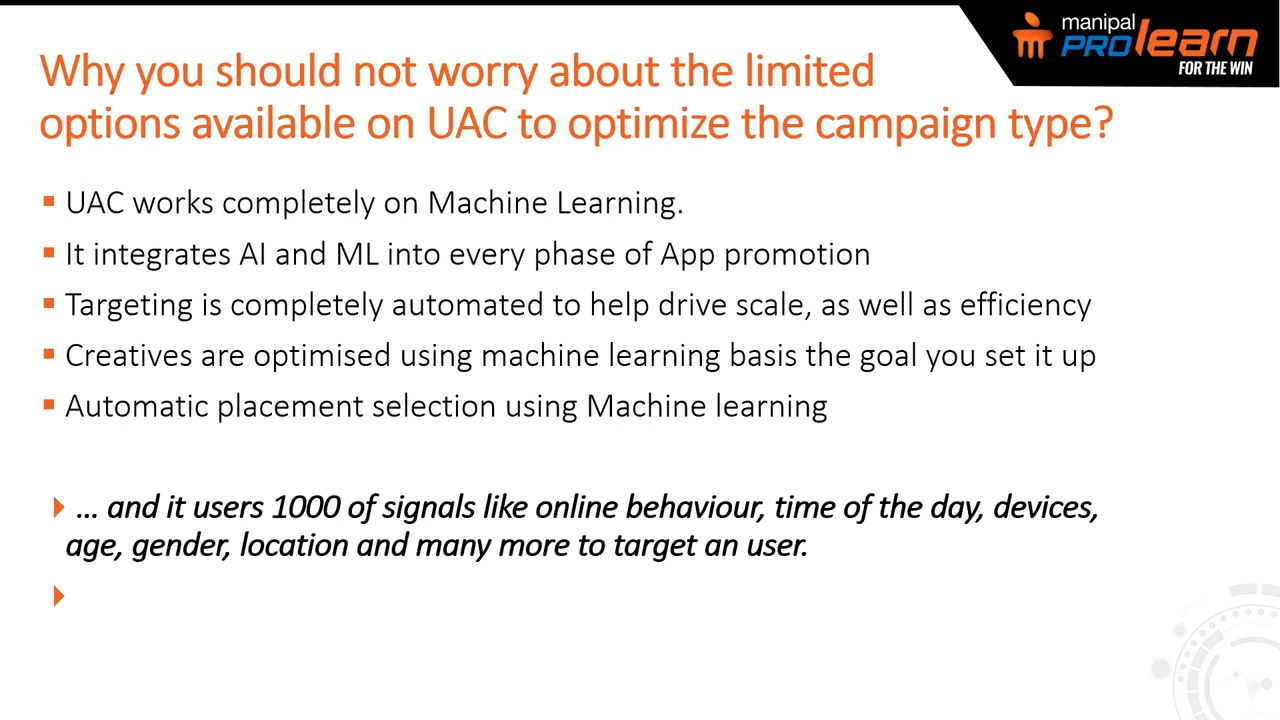 manipal
PROlearn
FOR THE WIN
Why you should not worry about the limited
options available on UAC to optimize the campaign type?
UAC works completely on Machine Learning.
It integrates AI and ML into every phase of App promotion
Targeting is completely automated to help drive scale, as well as efficiency
Creatives are optimised using machine learning basis the goal you set it up
Automatic placement selection using Machine learning
... and it users 1000 of signals like online behaviour, time of the day, devices,
age, gender, location and many more to target an user.